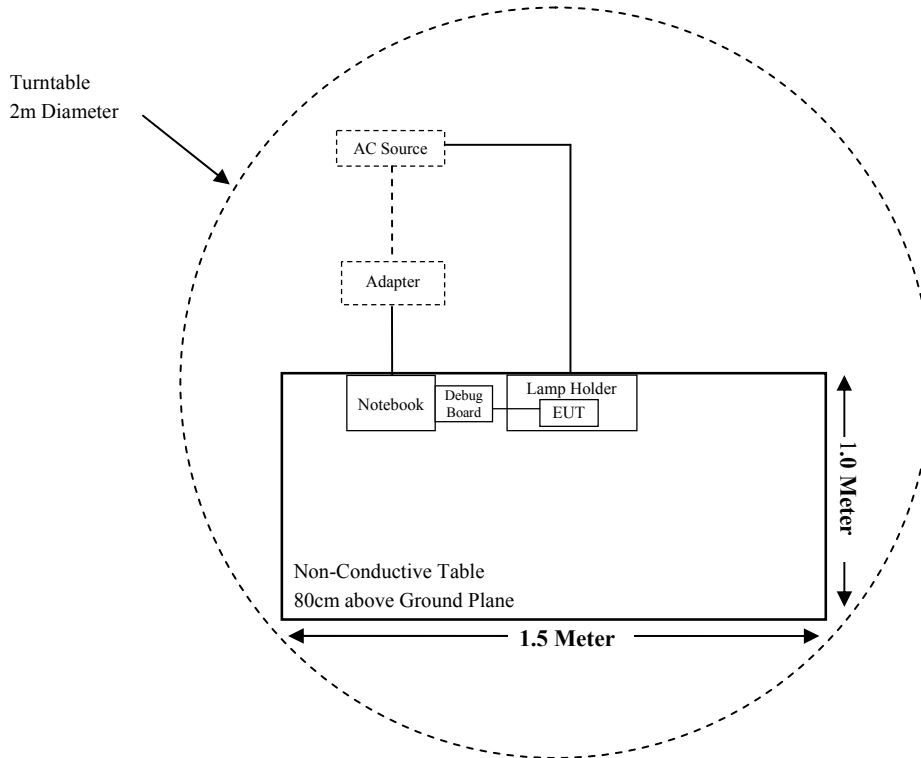 Turntable
2m Diameter
AC Source
Adapter
Notebook
Debug
Board
Lamp Holder
EUT
1.0 Meter
Non-Conductive Table
80cm above Ground Plane
1.5 Meter